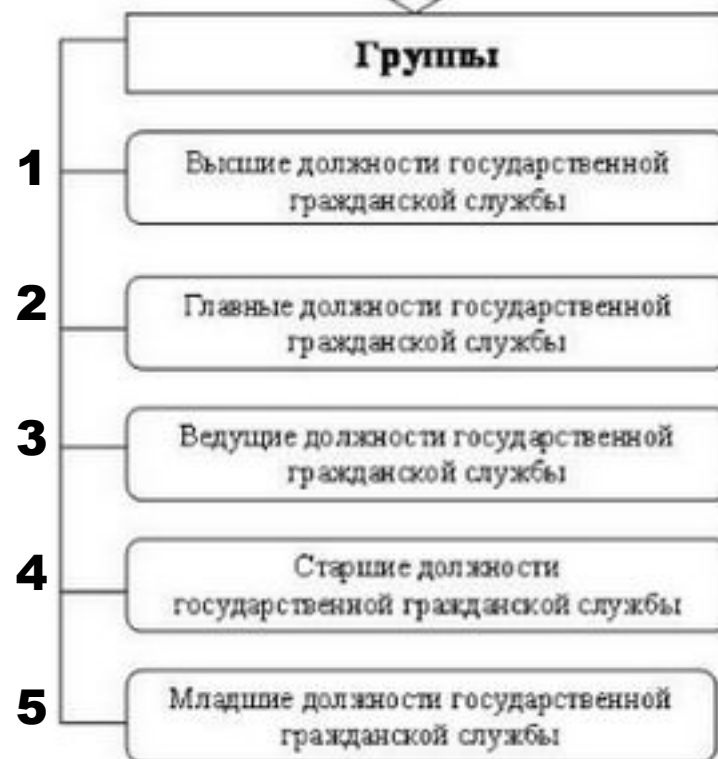 Группы
1
Высшие должности государственной
гражданской службы
2
Главные должности государственной
гражданской службы
3
Ведущие должности государственной
гражданской службы
4
Старшие должности
государственной гражданской службы
5
Младшие должности государственной
гражданской службы